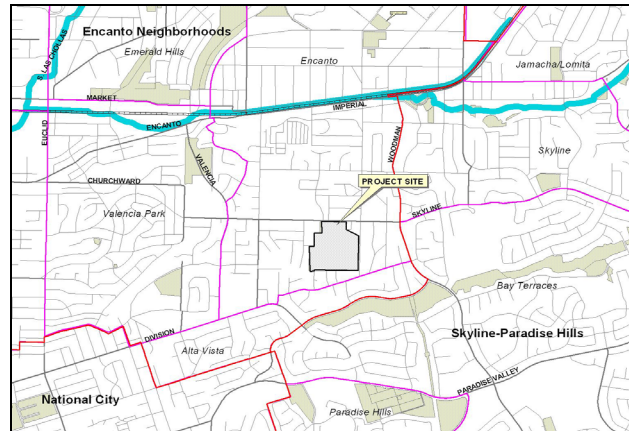 Encanto Neighborhoods
Emerald Hills
Encanto
Jamacha/Lomita
S. LAS CHOLLAS
MARKET
IMPERIAL
ENCANTO
EUCLID
WOODMAN
VALENCIA
Skyline
CHURCHWARD
PROJECT SITE
Valencia Park
SKYLINE
Bay Terraces
DIVISION
Alta Vista
Skyline-Paradise Hills
PARADISE VALLEY
National City
Paradise Hills